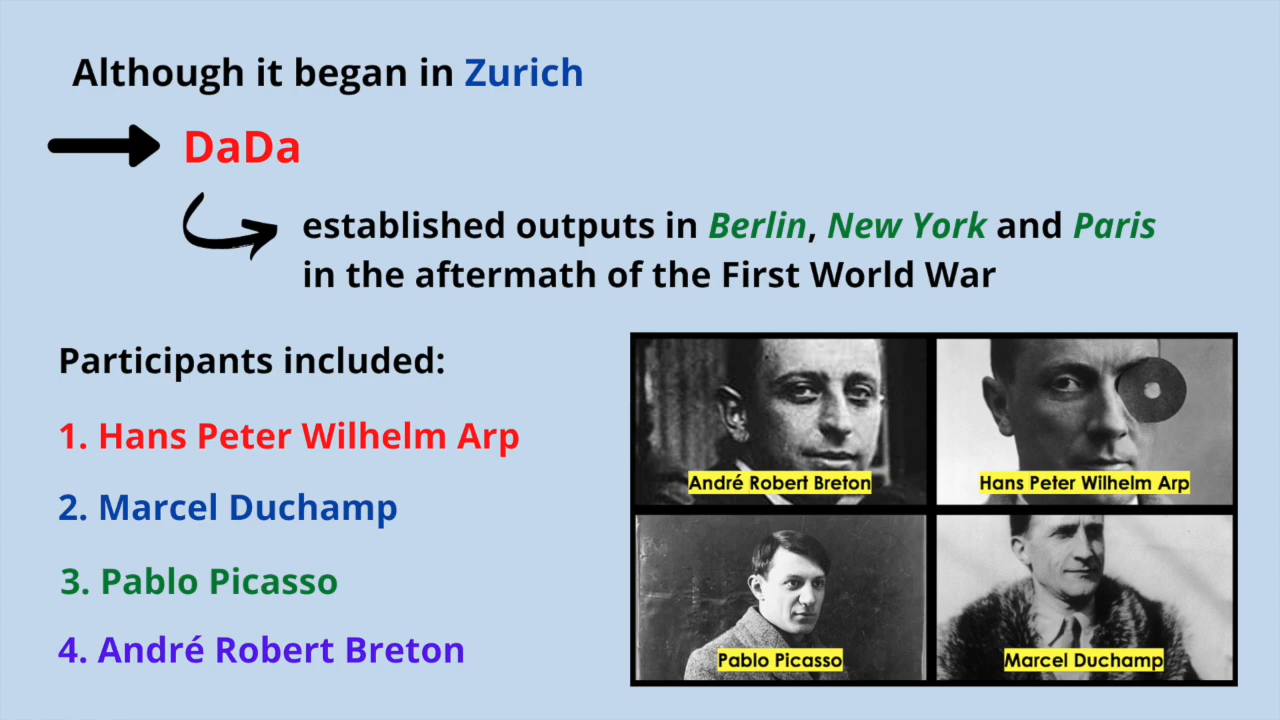 Although it began in Zurich
DaDa
established outputs in Berlin, New York and Paris
in the aftermath of the First World War
Participants included:
1. Hans Peter Wilhelm Arp
2. Marcel Duchamp
3. Pablo Picasso
4. André Robert Breton
André Robert Breton
Hans Peter Wilhelm Arp
Pablo Picasso
Marcel Duchamp